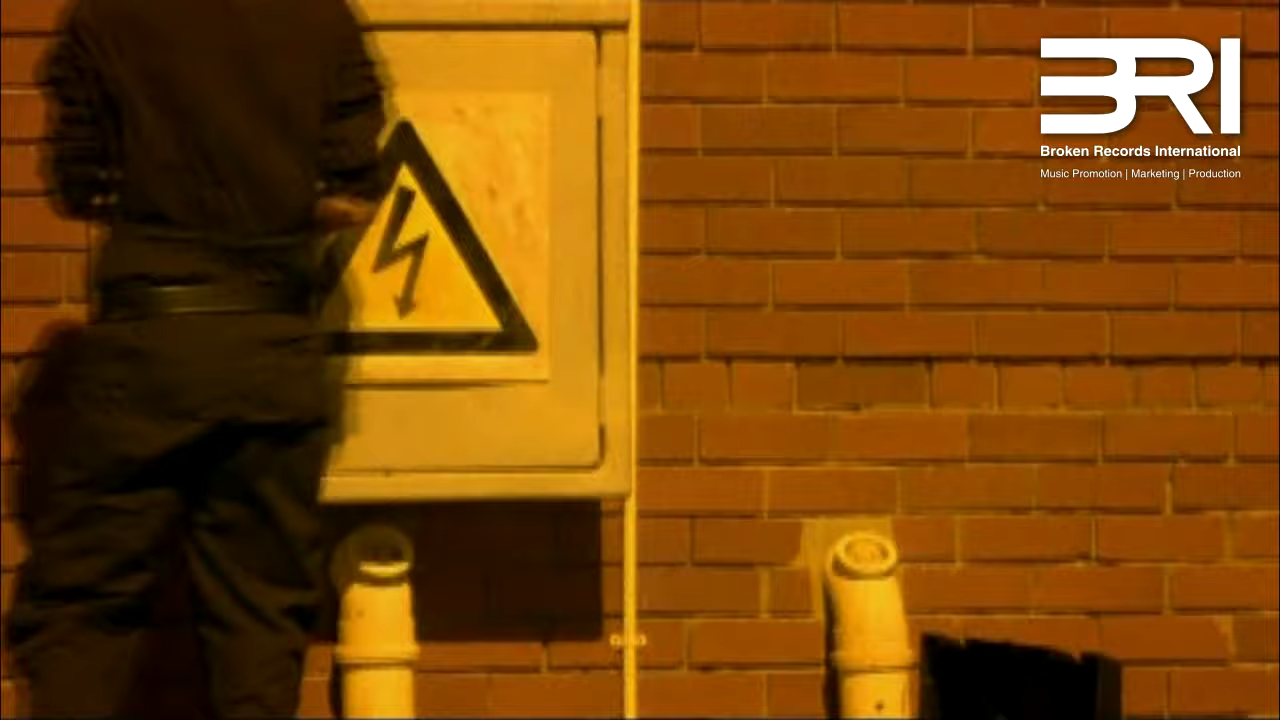 BRI
Broken Records International
Music Promotion | Marketing | Production